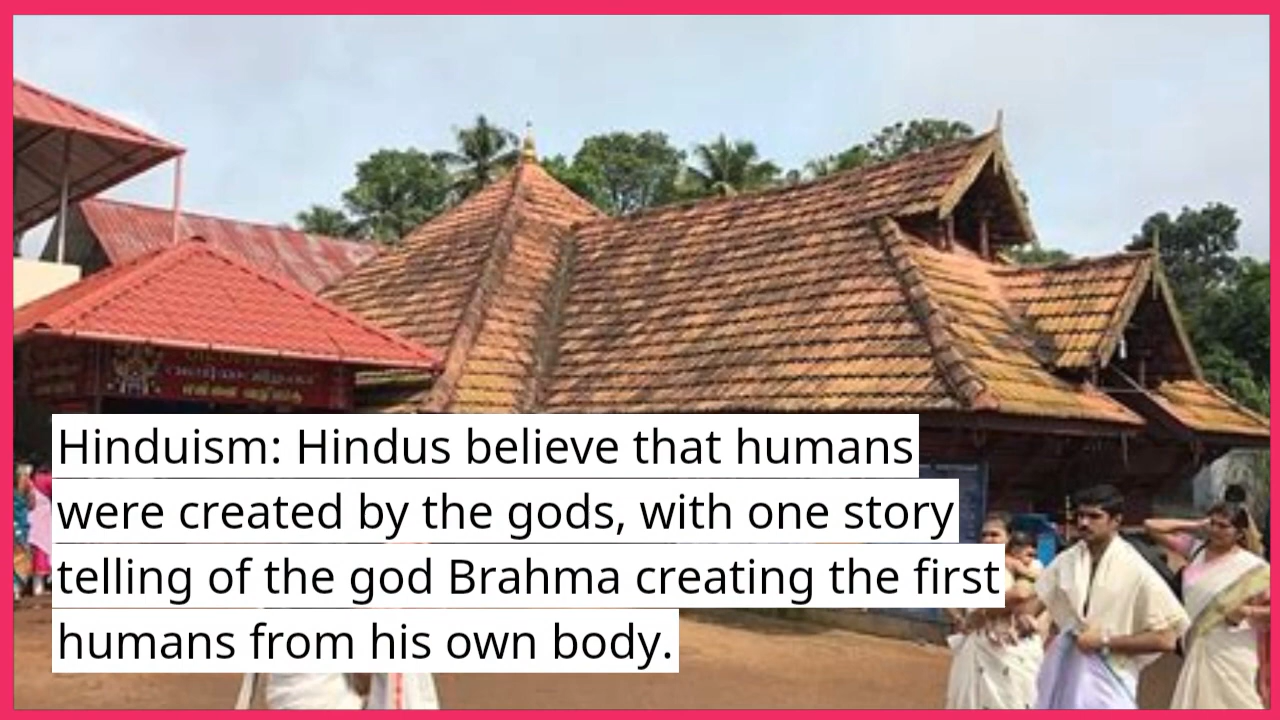 Hinduism: Hindus believe that humans
were created by the gods, with one story
telling of the god Brahma creating the first
humans from his own body.